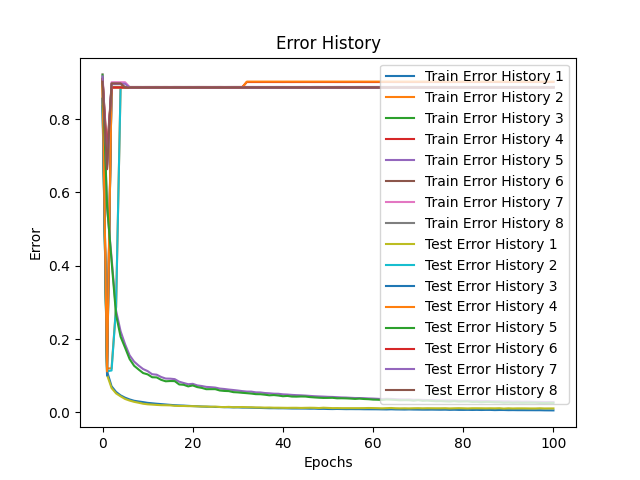 Error History
Error
0.8
0.6
0.4
0.2
0.0
0
20
40
60
80
100
Epochs
Train Error History 1
Train Error History 2
Train Error History 3
Train Error History 4
Train Error History 5
Train Error History 6
Train Error History 7
Train Error History 8
Test Error History 1
Test Error History 2
Test Error History 3
Test Error History 4
Test Error History 5
Test Error History 6
Test Error History 7
Test Error History 8